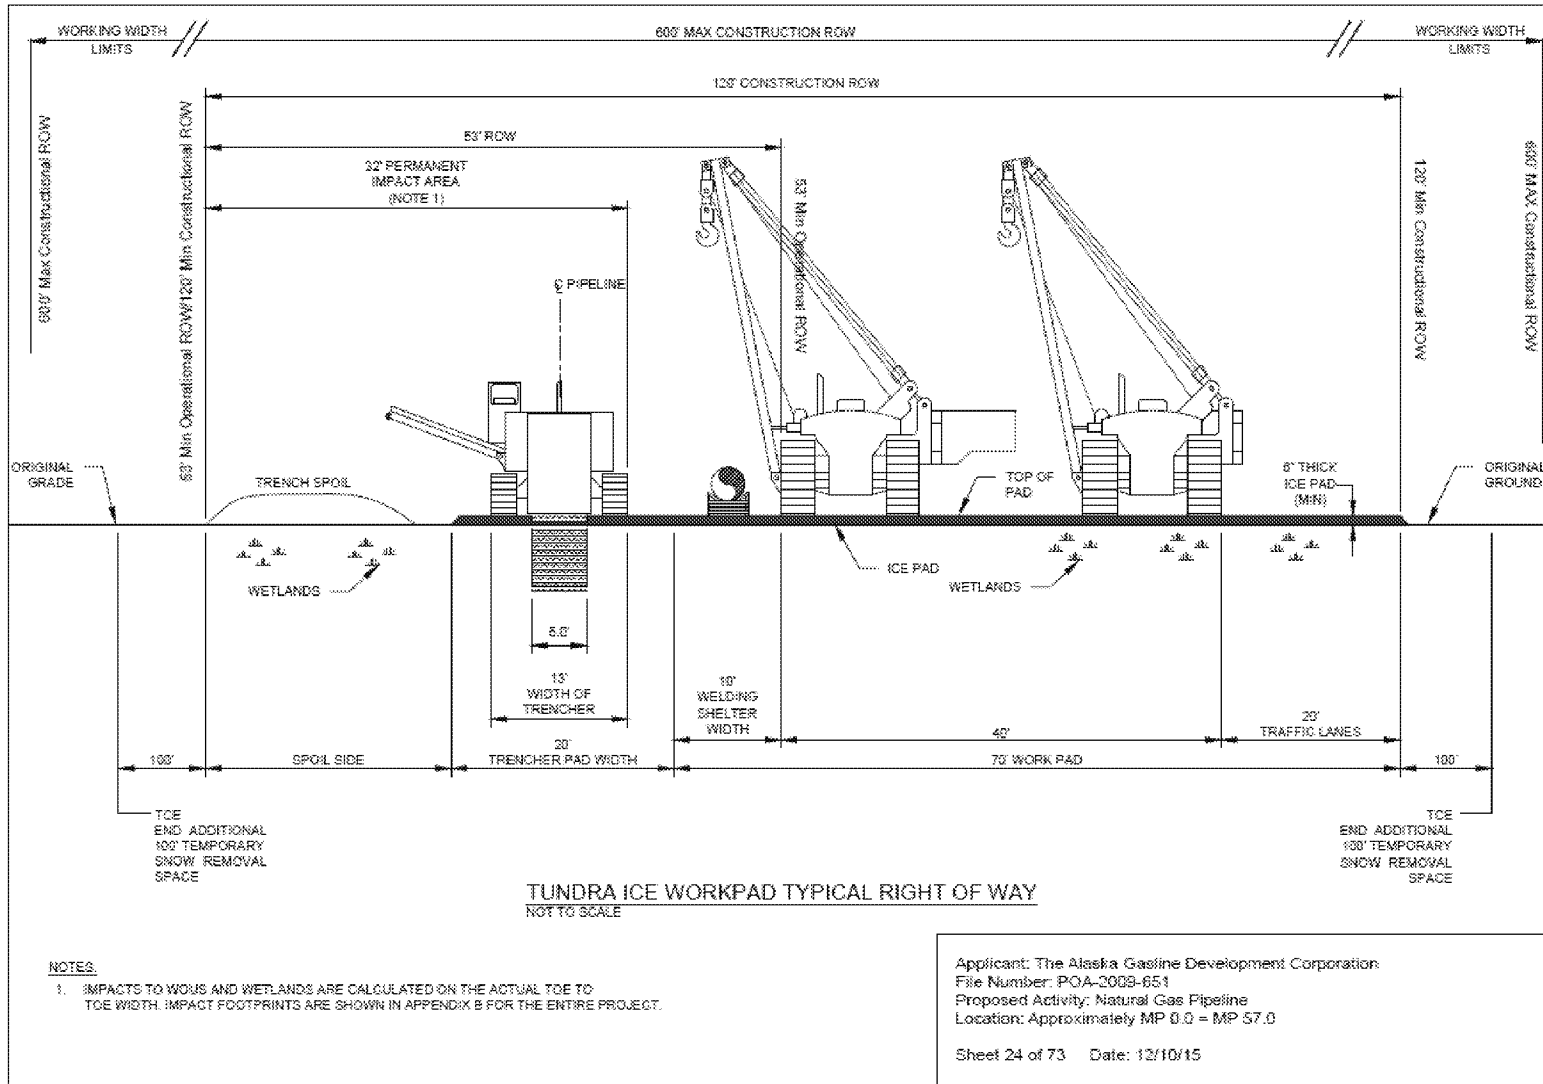 WORKING WIDTH
LIMITS
600' MAX CONSTRUCTION ROW
WORKING WIDTH
LIMITS
120' CONSTRUCTION ROW
53' ROW
32' PERMANENT
IMPACT AREA
(NOTE 1)
600' Max Constructional ROW
53' Min Operational ROW/120' Min Constructional ROW
53' Min Operational ROW
120' Min Constructional ROW
600' MAX Constructional ROW
℄ PIPELINE
ORIGINAL
GRADE
TRENCH SPOIL
TOP OF
PAD
6" THICK
ICE PAD
(MIN)
ORIGINAL
GROUND
WETLANDS
ICE PAD
WETLANDS
13'
WIDTH OF
TRENCHER
10'
WELDING
SHELTER
WIDTH
40'
20'
TRAFFIC LANES
100'
SPOIL SIDE
20'
TRENCHER PAD WIDTH
70' WORK PAD
100'
TOE
END ADDITIONAL
100' TEMPORARY
SNOW REMOVAL
SPACE
TOE
END ADDITIONAL
100' TEMPORARY
SNOW REMOVAL
SPACE
TUNDRA ICE WORKPAD TYPICAL RIGHT OF WAY
NOT TO SCALE
NOTES:
1. IMPACTS TO WOUS AND WETLANDS ARE CALCULATED ON THE ACTUAL TOE TO
TOE WIDTH. IMPACT FOOTPRINTS ARE SHOWN IN APPENDIX B FOR THE ENTIRE PROJECT.
Applicant: The Alaska Gasline Development Corporation
File Number: POA-2009-651
Proposed Activity: Natural Gas Pipeline
Location: Approximately MP 0.0 – MP 57.0
Sheet 24 of 73 Date: 12/10/15